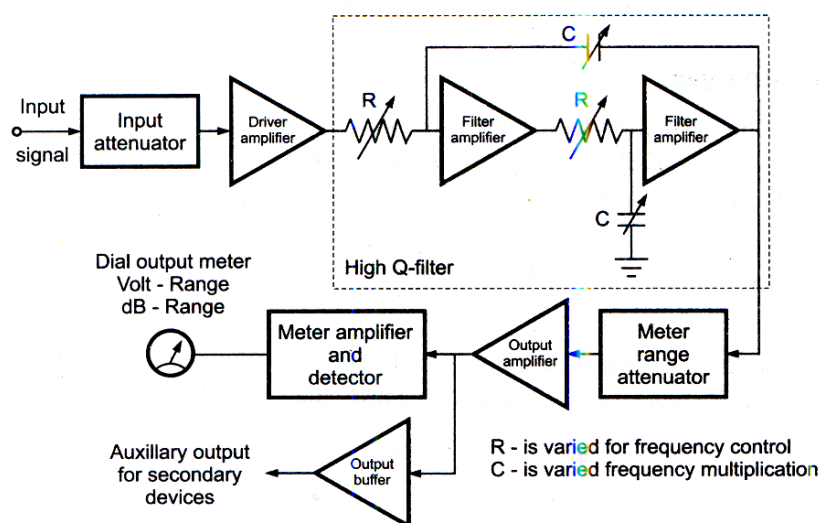 Input
signal
Input
attenuator
Driver
amplifier
R
C
Filter
amplifier
R
C
Filter
amplifier
High Q-filter
Dial output meter
Volt - Range
dB - Range
Meter amplifier
and
detector
Output
amplifier
Meter
range
attenuator
Auxillary output
for secondary
devices
Output
buffer
R - is varied for frequency control
C - is varied frequency multiplication